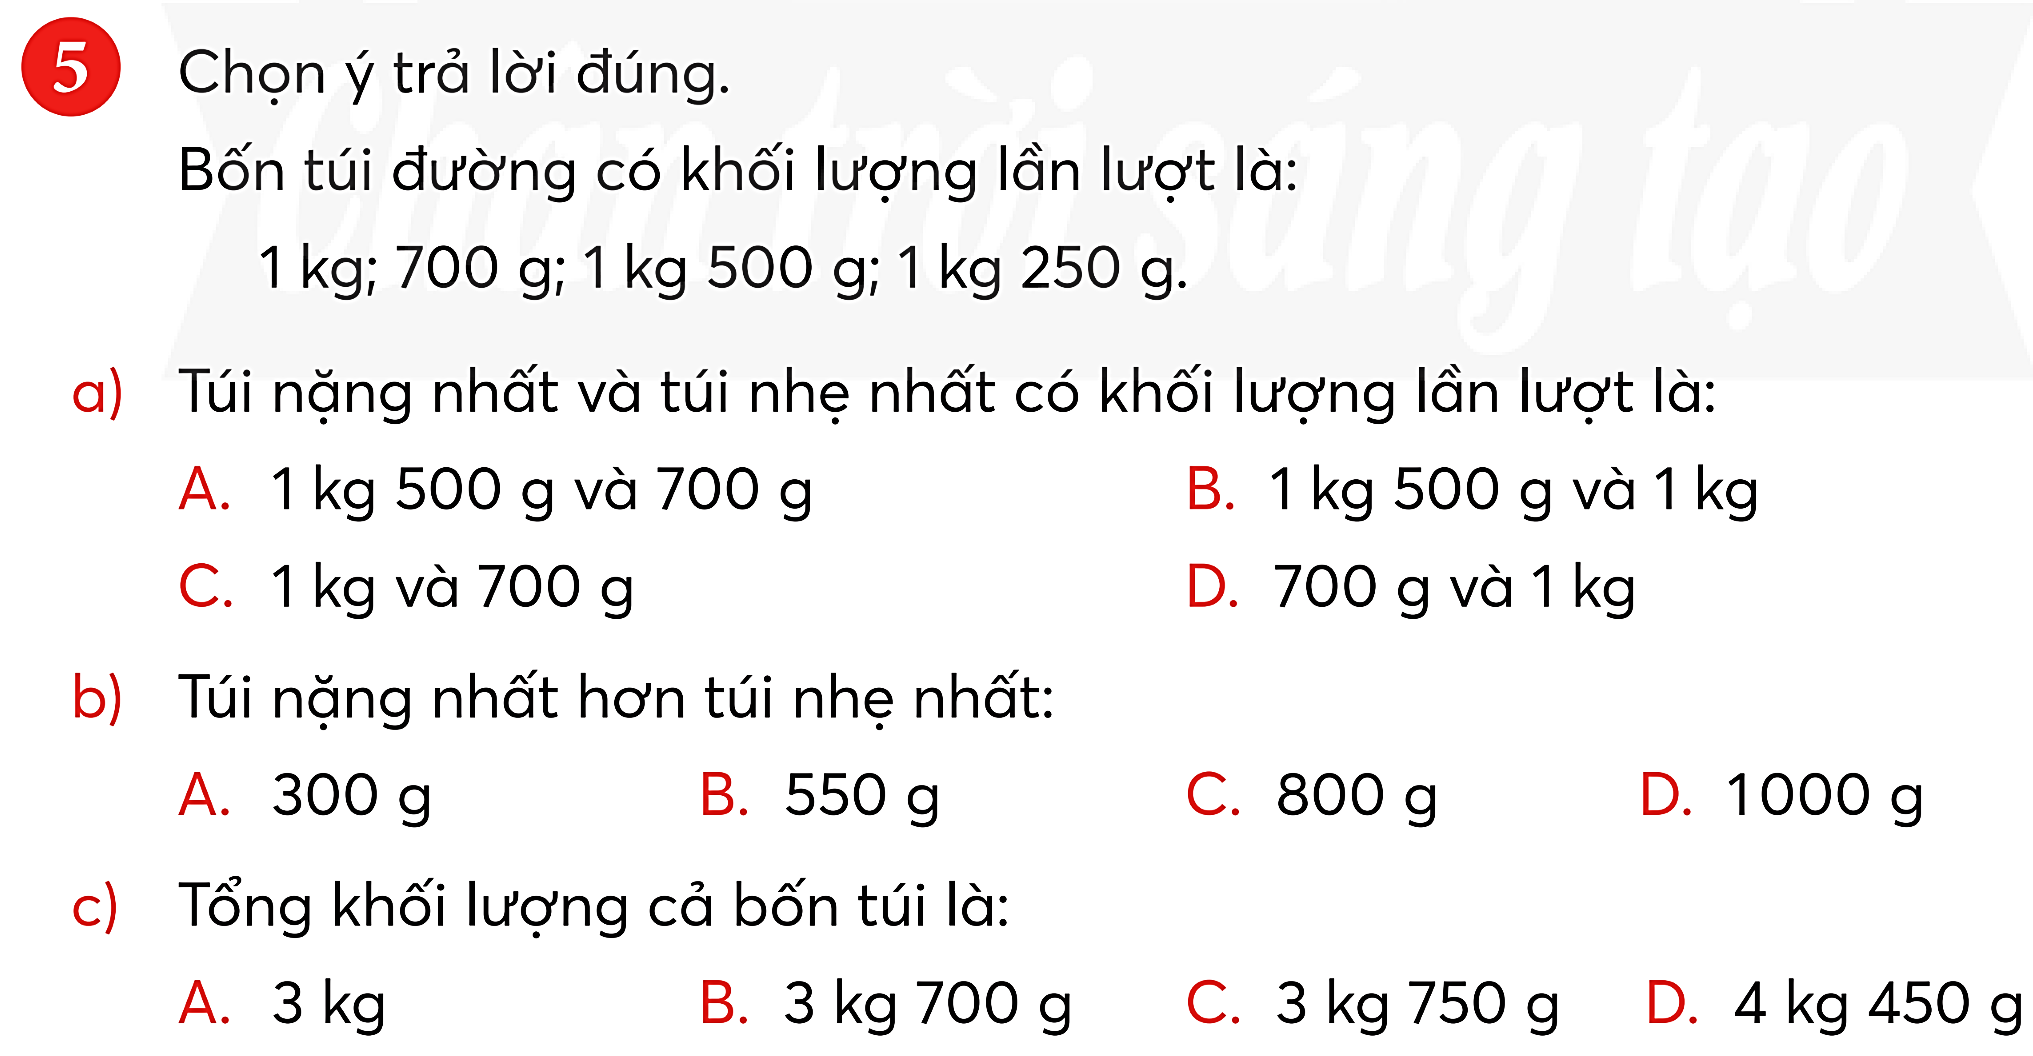 5 Chọn ý trả lời đúng.
Chân trời sáng tạo
Bốn túi đường có khối lượng lần lượt là:
1 kg; 700 g; 1 kg 500 g; 1 kg 250 g.
a) Túi nặng nhất và túi nhẹ nhất có khối lượng lần lượt là:
A. 1 kg 500 g và 700 g B. 1 kg 500 g và 1 kg
C. 1 kg và 700 g D. 700 g và 1 kg
b) Túi nặng nhất hơn túi nhẹ nhất:
A. 300 g B. 550 g C. 800 g D. 1000 g
c) Tổng khối lượng cả bốn túi là:
A. 3 kg B. 3 kg 700 g C. 3 kg 750 g D. 4 kg 450 g